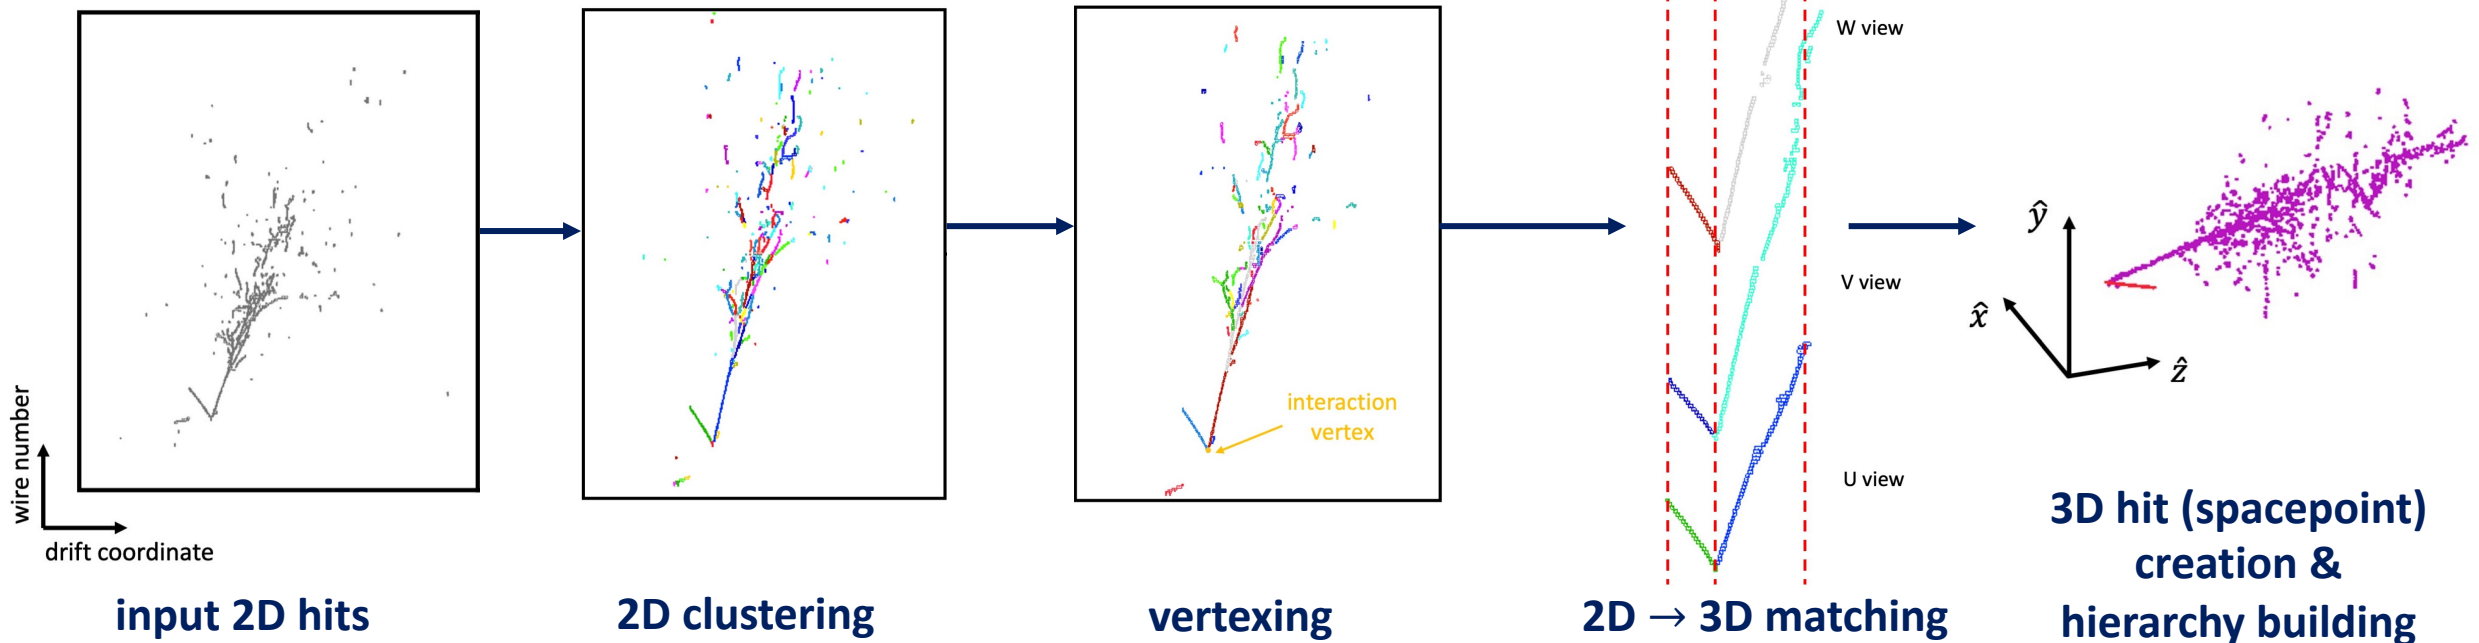 wire number
drift coordinate
input 2D hits
2D clustering
interaction
vertex
vertexing
W view
V view
U view
2D → 3D matching
ŷ
x̂
ẑ
3D hit (spacepoint)
creation &
hierarchy building